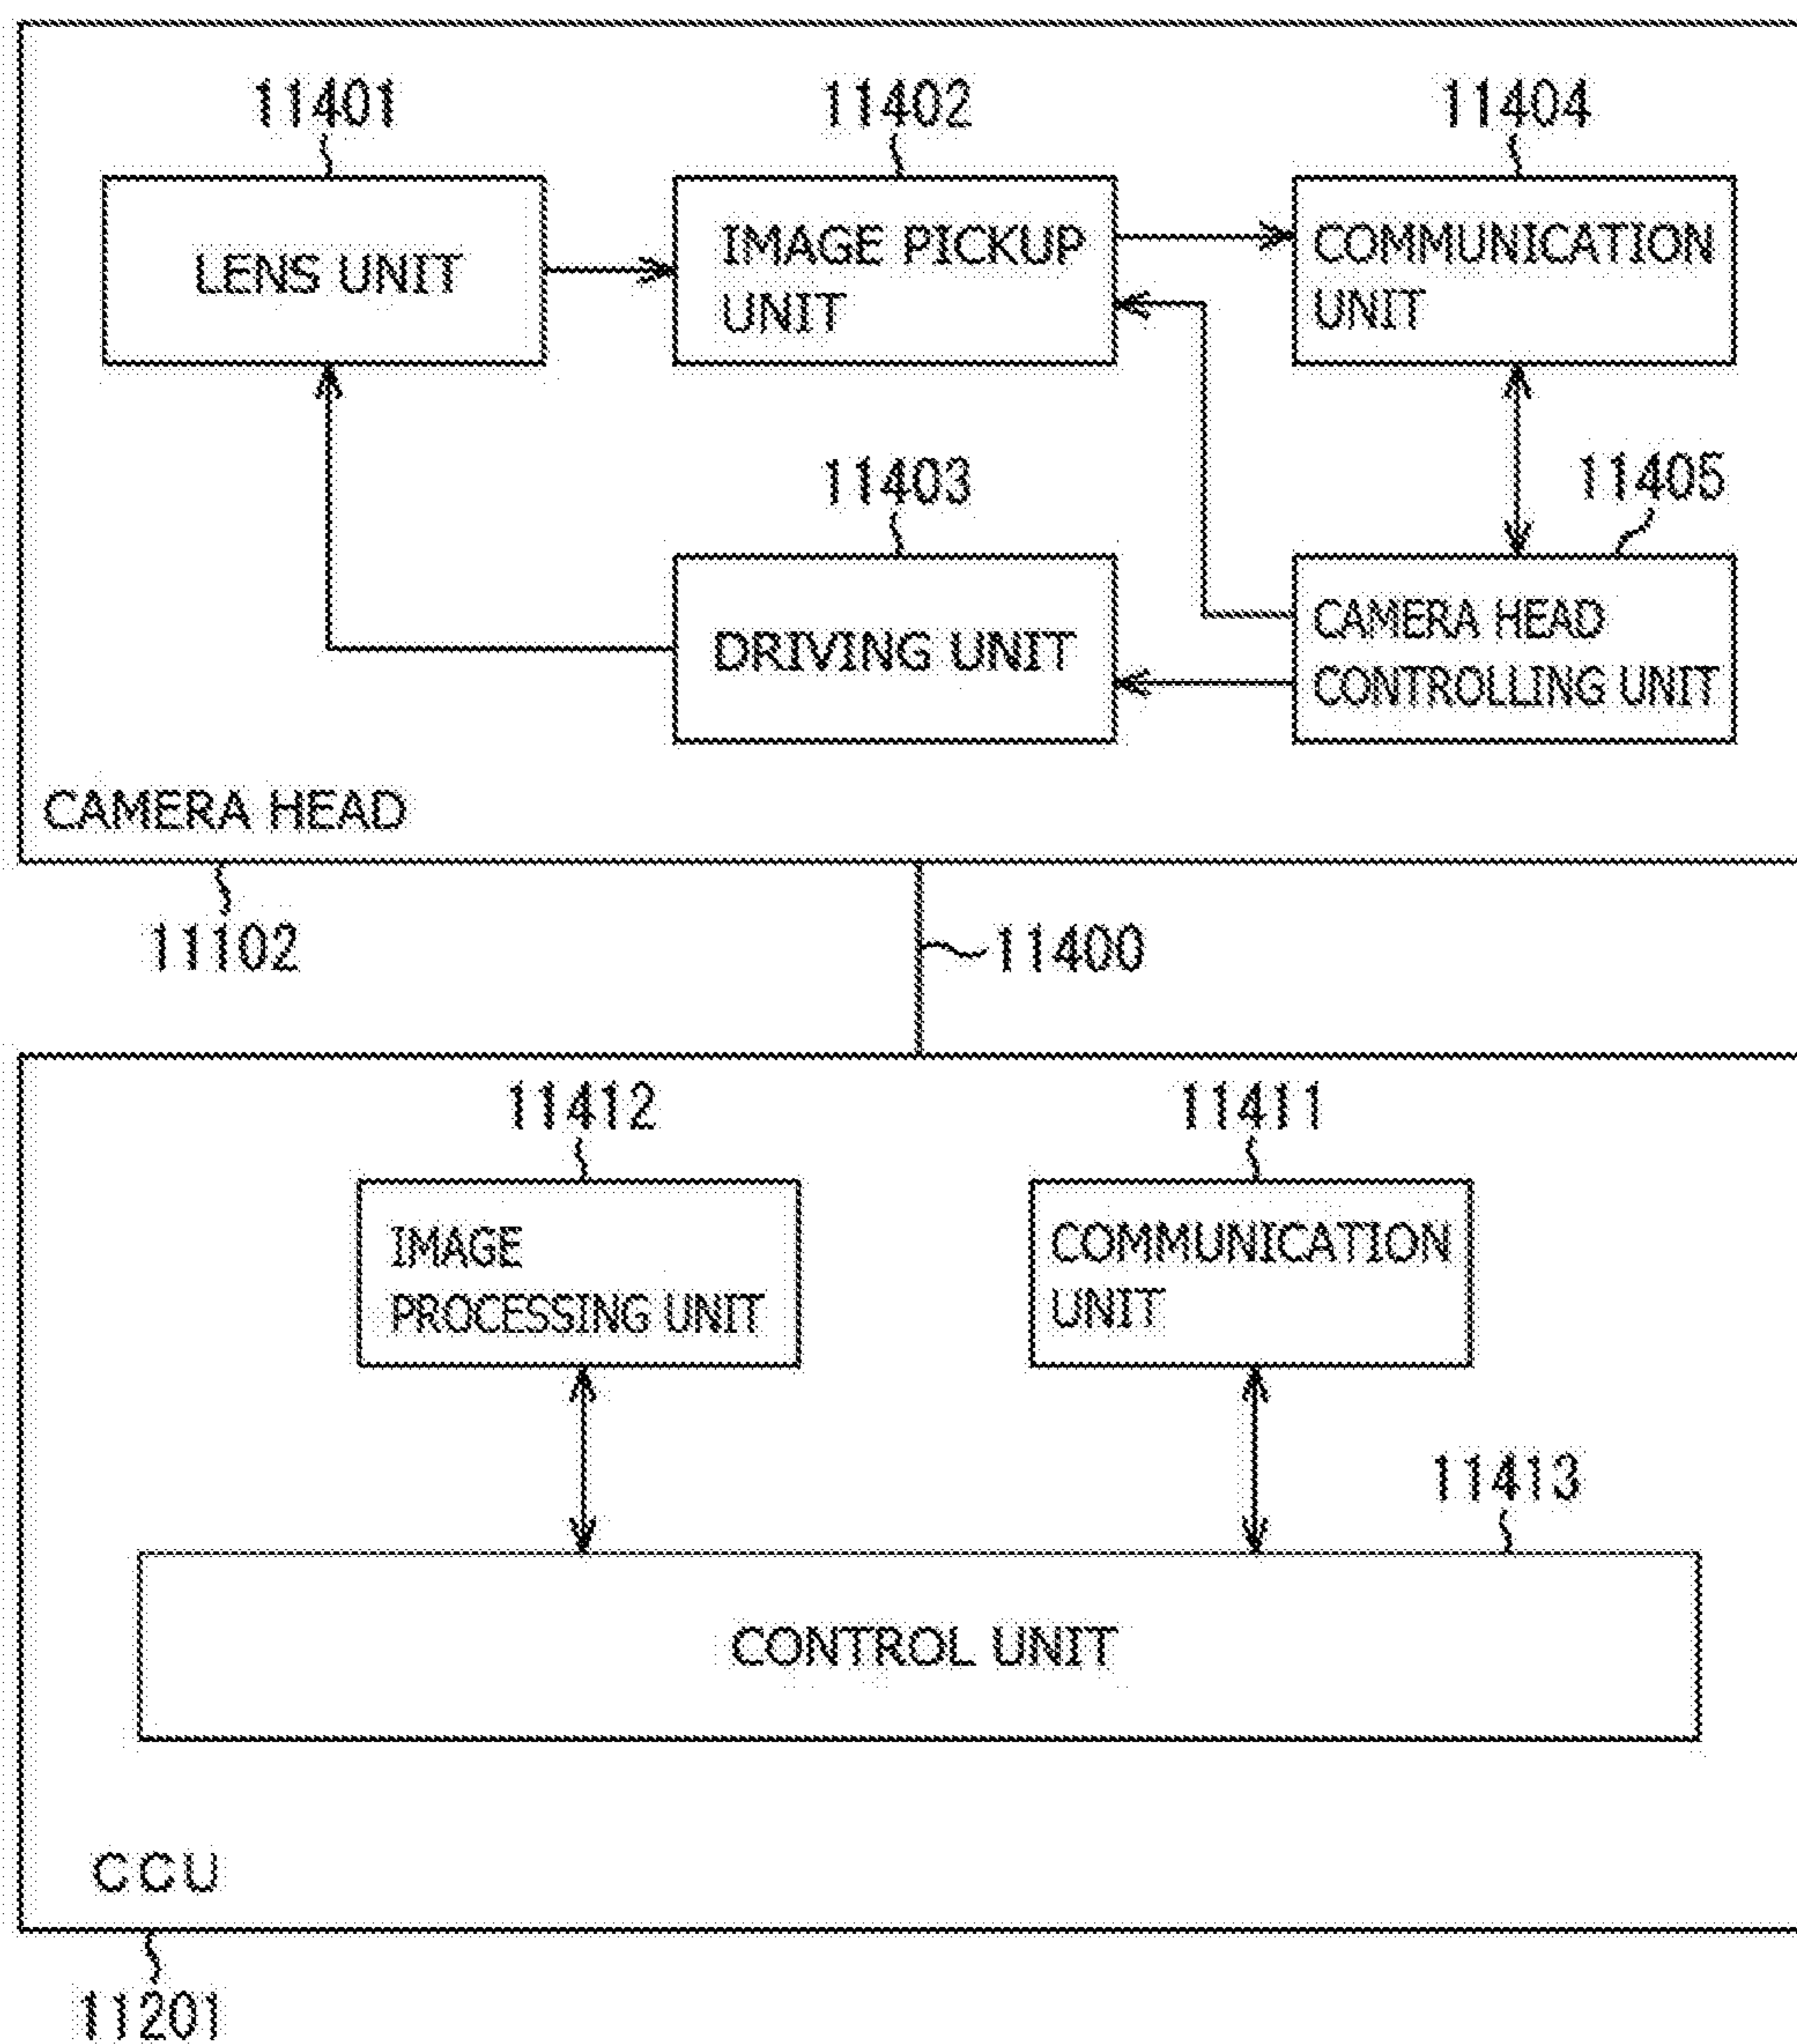 11401
11402
11404
LENS UNIT
IMAGE PICKUP
UNIT
COMMUNICATION
UNIT
11403
11405
DRIVING UNIT
CAMERA HEAD
CONTROLLING UNIT
CAMERA HEAD
11102
11400
11412
11411
IMAGE
PROCESSING UNIT
COMMUNICATION
UNIT
11413
CONTROL UNIT
CCU
11201